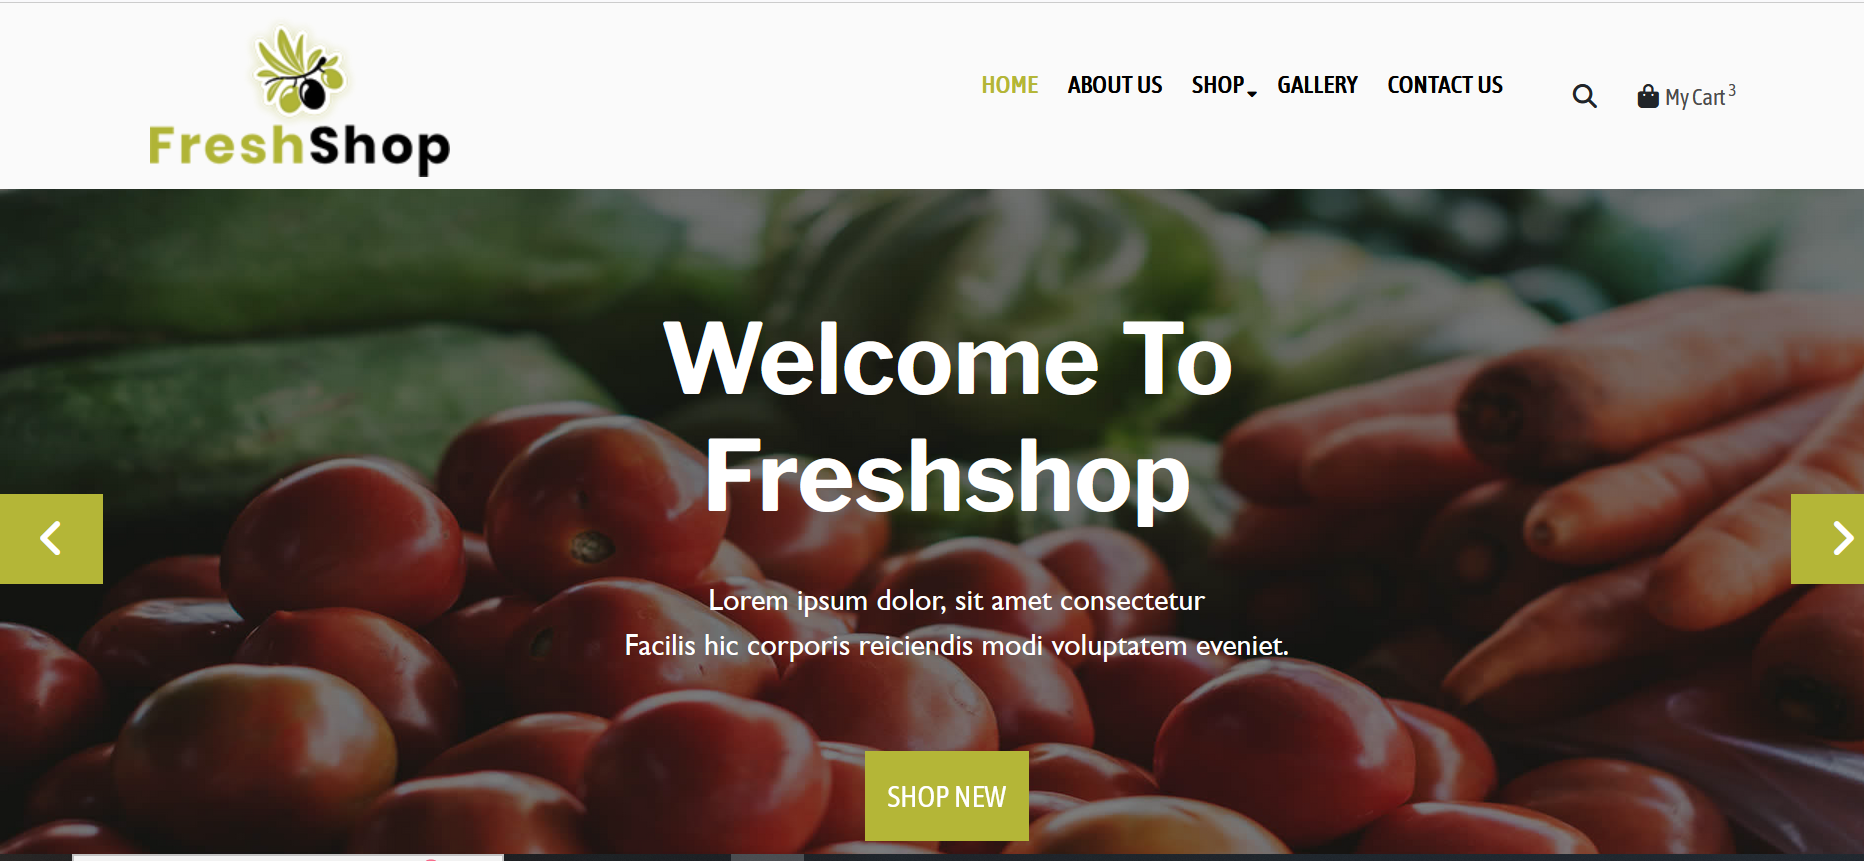 FreshShop
HOME ABOUT US SHOP GALLERY CONTACT US My Cart 3
Welcome To
Freshshop
Lorem ipsum dolor, sit amet consectetur
Facilis hic corporis reiciendis modi voluptatem eveniet.
SHOP NEW